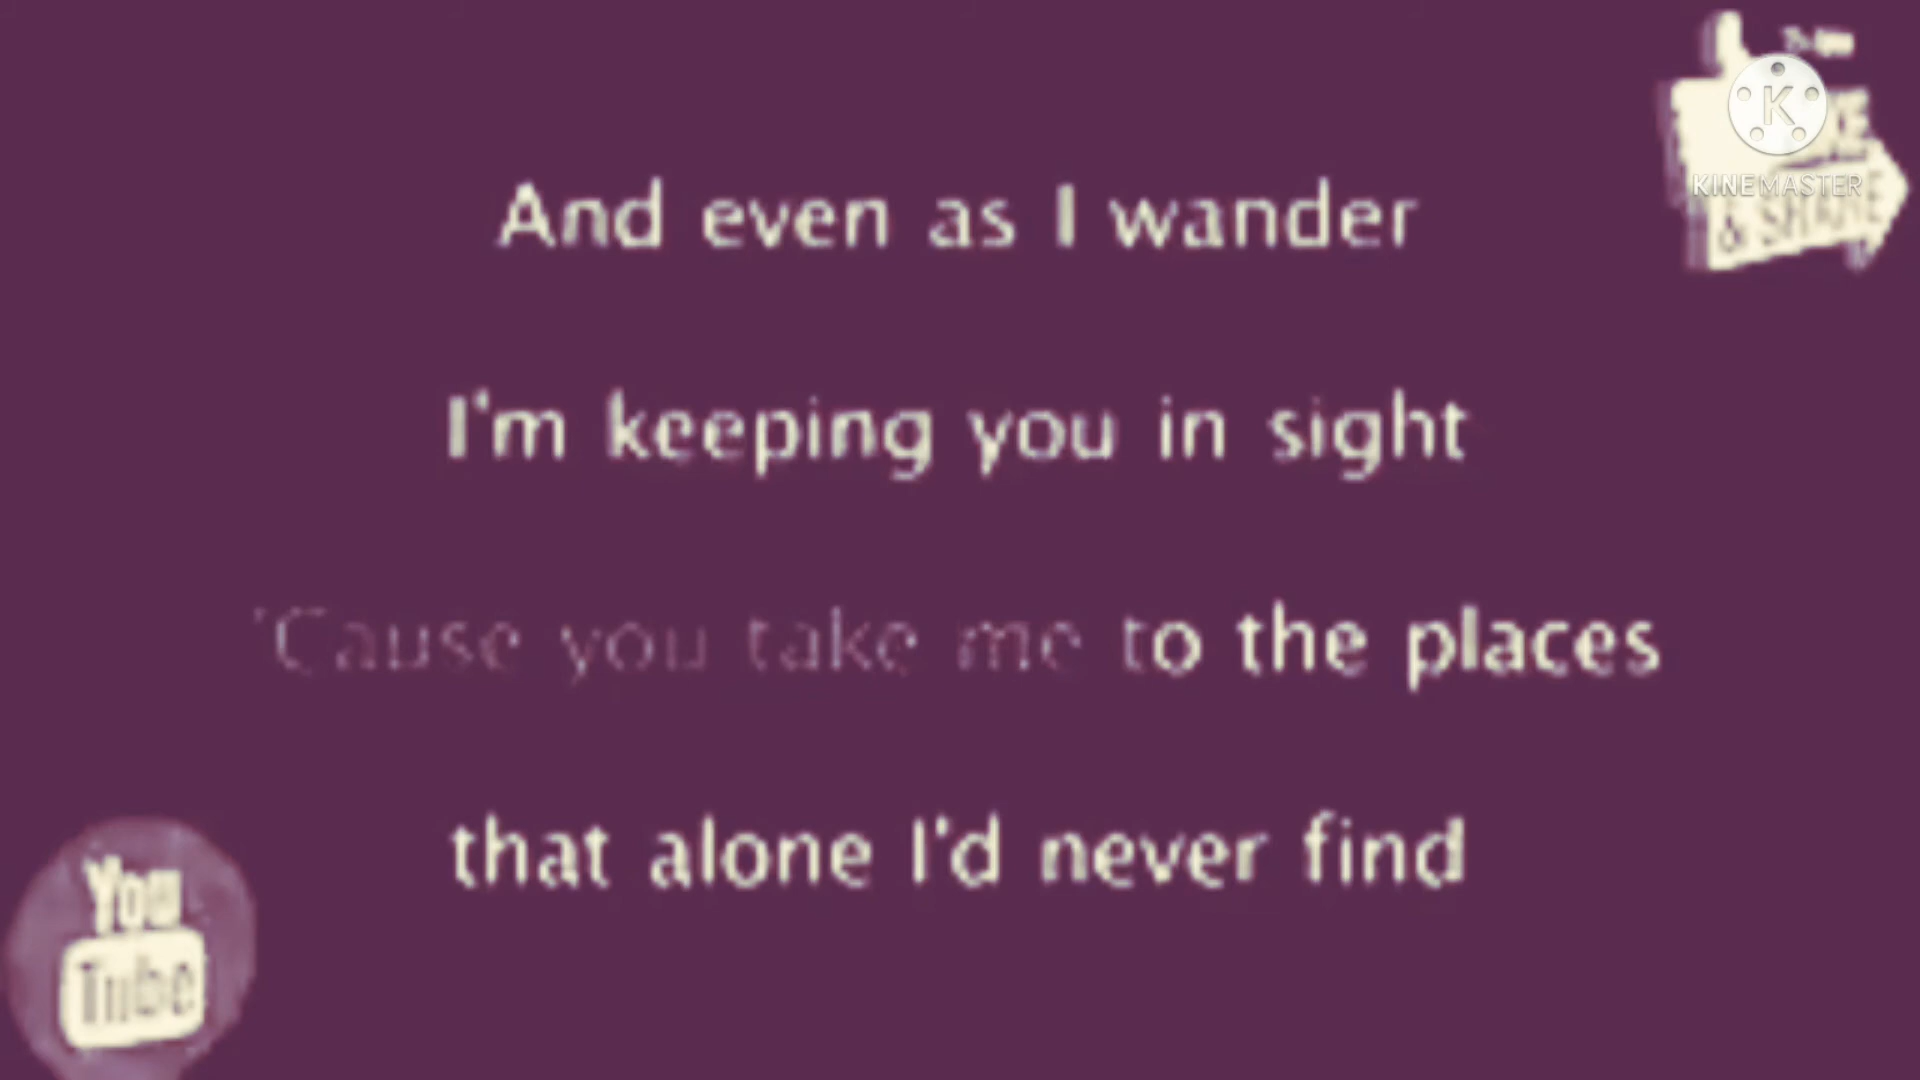 And even as I wander
I'm keeping you in sight
'Cause you take me to the places
that alone I'd never find
KINEMASTER
& SHARE
You
Tube